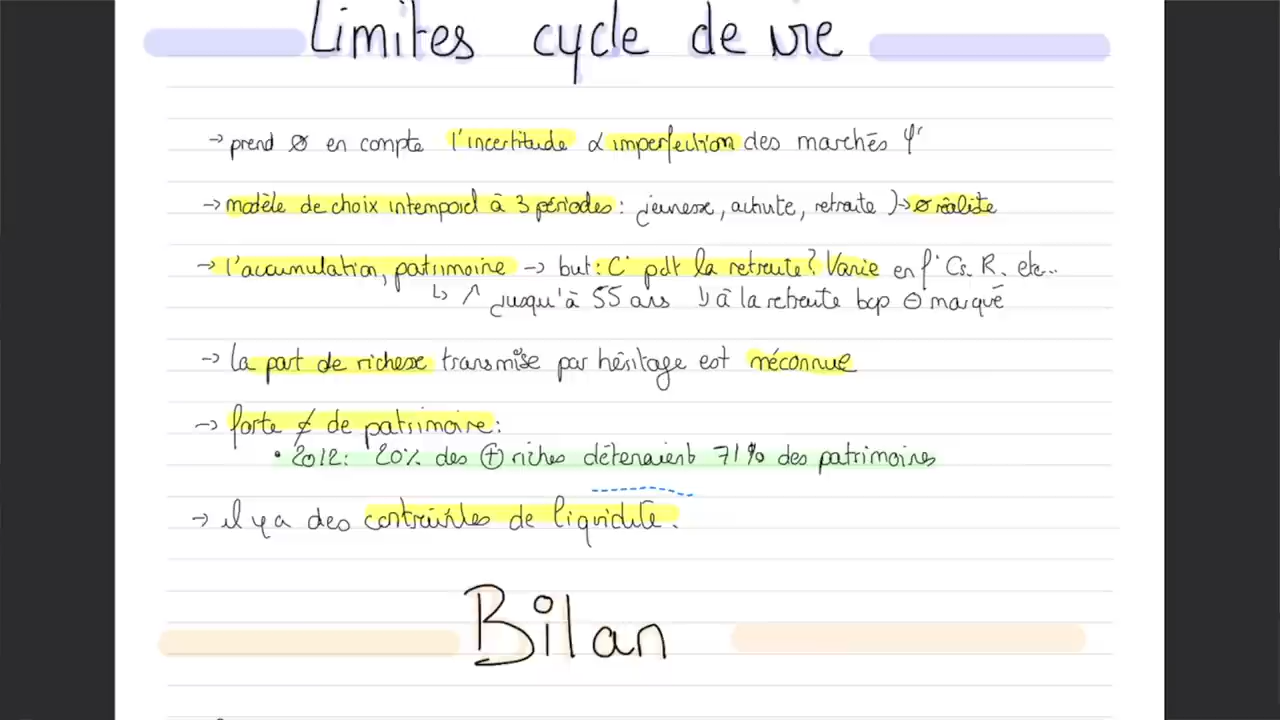 Limites cycle de vie
→ prend ø en compte l'incertitude & imperfection des marchés φ'
→ modèle de choix intemporel à 3 périodes : jeunesse, activité, retraite )→ ø réalité
→ l'accumulation, patrimoine → but : C° pdt la retraite ? Varie en f° Cs. R. etc...
↳ ↗ jusqu'à 55 ans ↘ à la retraite bcp ⊖ marqué
→ la part de richesse transmise par héritage est méconnue
→ forte ≠ de patrimoine :
• 2012 : 20% des ⊕ riches détenaient 71% des patrimoines
→ il y a des contraintes de liquidité.
Bilan